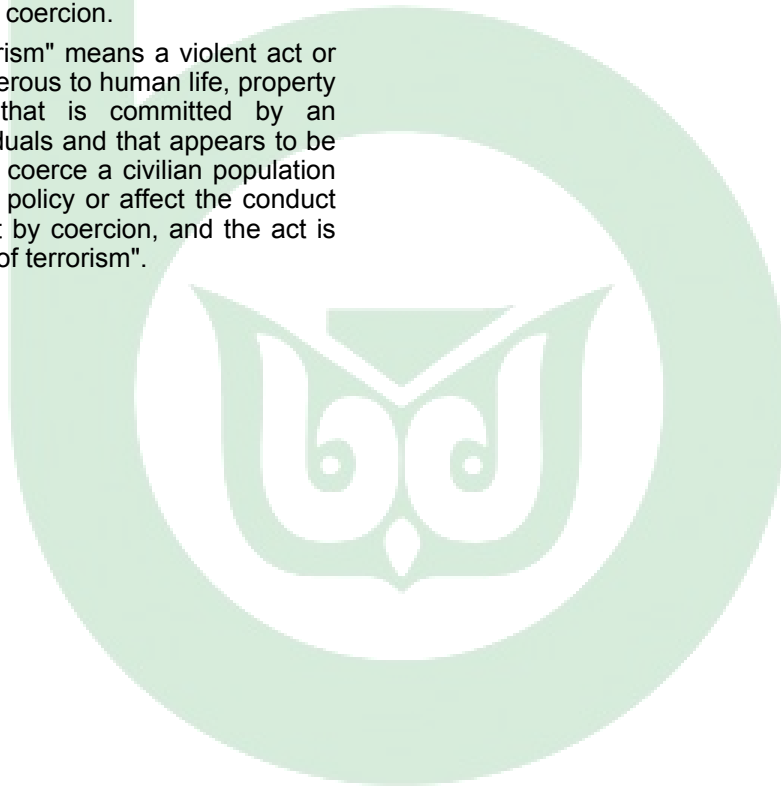 coercion.
rism" means a violent act or
erous to human life, property
that is committed by an
duals and that appears to be
coerce a civilian population
policy or affect the conduct
by coercion, and the act is
of terrorism".